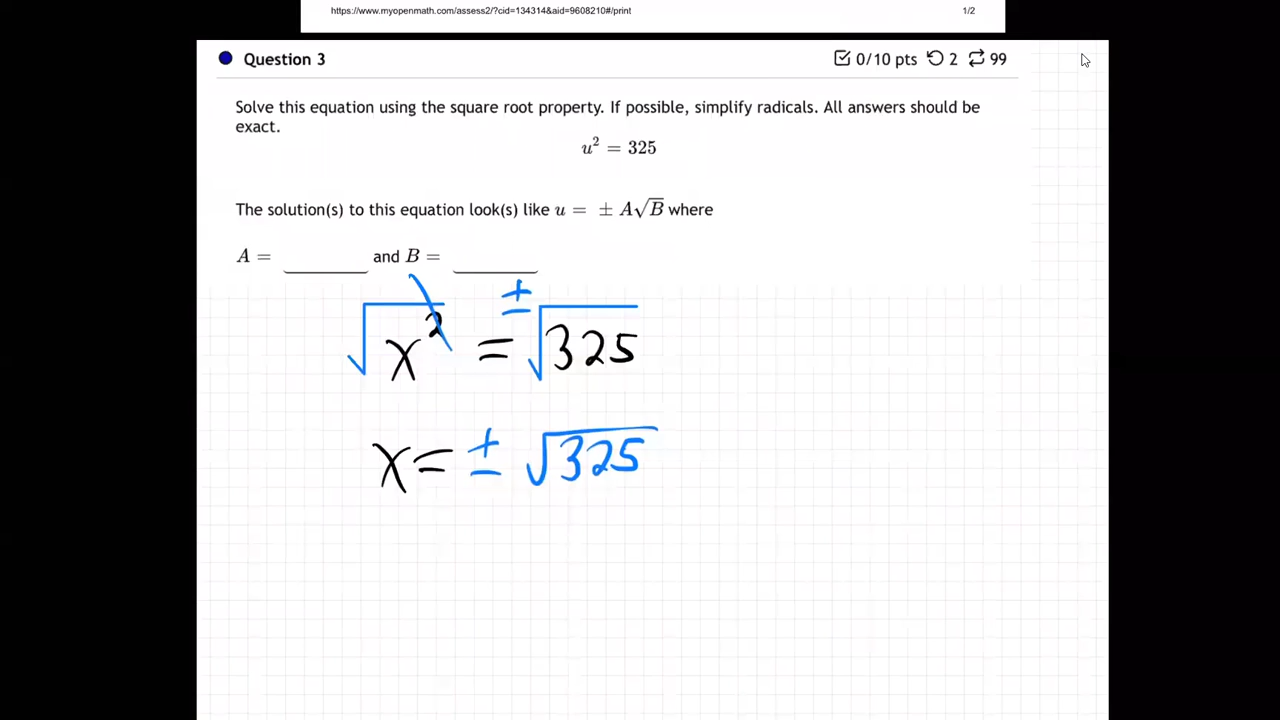 https://www.myopenmath.com/assess2/?cid=134314&aid=9608210#/print 1/2
Question 3 0/10 pts 2 99
Solve this equation using the square root property. If possible, simplify radicals. All answers should be
exact.
u² = 325
The solution(s) to this equation look(s) like u = ± A√B where
A = ________ and B = ________
√x² = ±√325
x = ± √325